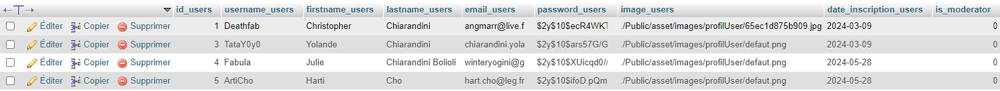 id_users username_users firstname_users lastname_users email_users password_users image_users date_inscription_users is_moderator
Éditer Copier Supprimer 1 Deathfab Christopher Chiarandini angmarr@live.f $2y$10$ecR4WKT ./Public/asset/images/profilUser/65ec1d875b909.jpg 2024-03-09 0
Éditer Copier Supprimer 3 TataY0y0 Yolande Chiarandini chiarandini.yola $2y$10$ars57G/G ./Public/asset/images/profilUser/defaut.png 2024-03-09 0
Éditer Copier Supprimer 4 Fabula Julie Chiarandini Bolioli winteryogini@g $2y$10$XUicqd0// ./Public/asset/images/profilUser/defaut.png 2024-05-28 0
Éditer Copier Supprimer 5 ArtiCho Harti Cho hart.cho@leg.fr $2y$10$ifoD.pQm ./Public/asset/images/profilUser/defaut.png 2024-05-28 0